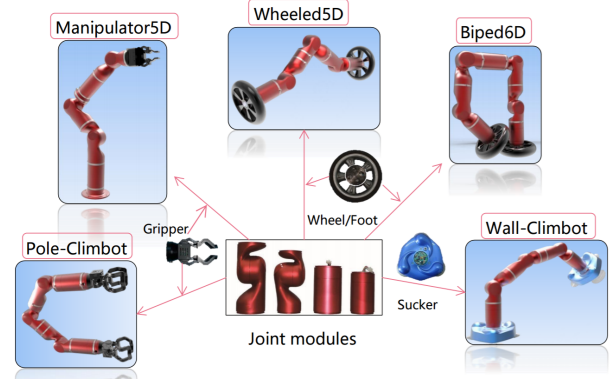 Manipulator5D
Wheeled5D
Biped6D
Gripper
Wheel/Foot
Pole-Climbot
Wall-Climbot
Sucker
Joint modules